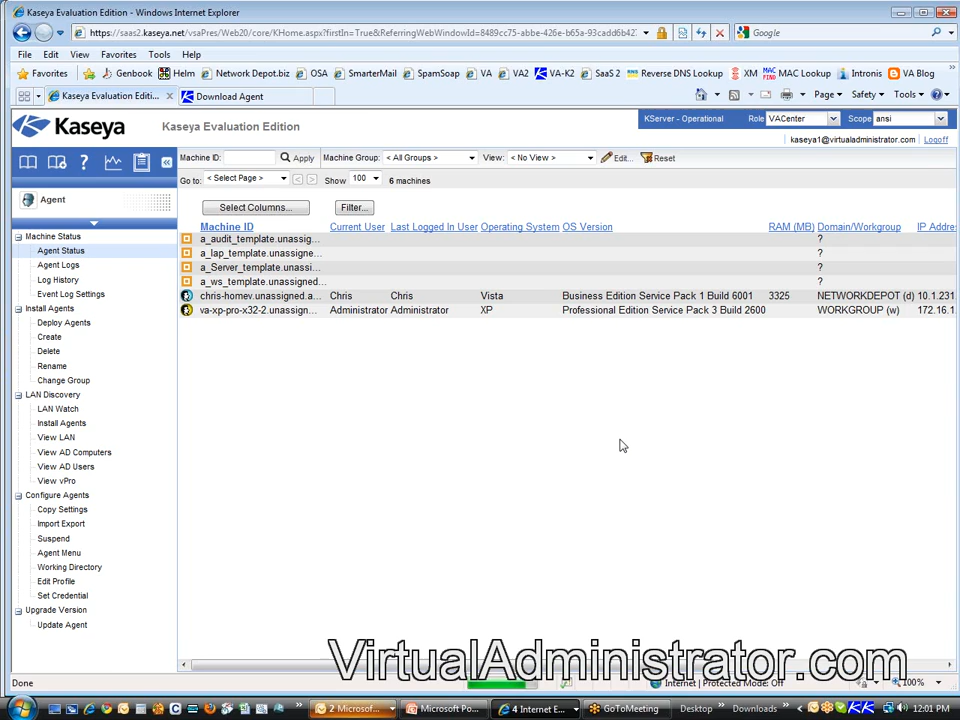 Kaseya Evaluation Edition - Windows Internet Explorer
https://saas2.kaseya.net/vsaPres/Web20/core/KHome.aspx?firstIn=True&ReferringWebWindowId=8489cc75-abbe-426e-b65a-93cadd6b427
Google
File Edit View Favorites Tools Help
Favorites Genbook Helm Network Depot.biz OSA SmarterMail SpamSoap VA VA2 VA-K2 SaaS 2 Reverse DNS Lookup XM MAC Lookup Intronis VA Blog
Kaseya Evaluation Editi... Download Agent Page Safety Tools
Kaseya Kaseya Evaluation Edition KServer - Operational Role VACenter Scope ansi
kaseya1@virtualadministrator.com Logoff
Machine ID: Apply Machine Group: < All Groups > View: < No View > Edit... Reset
Go to: < Select Page > Show 100 6 machines
Agent
Select Columns... Filter...
Machine ID Current User Last Logged In User Operating System OS Version RAM (MB) Domain/Workgroup IP Addre
a_audit_template.unassig... ?
a_lap_template.unassigne... ?
a_Server_template.unassi... ?
a_ws_template.unassigned... ?
chris-homev.unassigned.a... Chris Chris Vista Business Edition Service Pack 1 Build 6001 3325 NETWORKDEPOT (d) 10.1.231
va-xp-pro-x32-2.unassign... Administrator Administrator XP Professional Edition Service Pack 3 Build 2600 WORKGROUP (w) 172.16.1
Machine Status
Agent Status
Agent Logs
Log History
Event Log Settings
Install Agents
Deploy Agents
Create
Delete
Rename
Change Group
LAN Discovery
LAN Watch
Install Agents
View LAN
View AD Computers
View AD Users
View vPro
Configure Agents
Copy Settings
Import Export
Suspend
Agent Menu
Working Directory
Edit Profile
Set Credential
Upgrade Version
Update Agent
VirtualAdministrator.com
Done Internet | Protected Mode: Off 100%
2 Microsof... Microsoft Po... 4 Internet E... GoToMeeting Desktop Downloads 12:01 PM